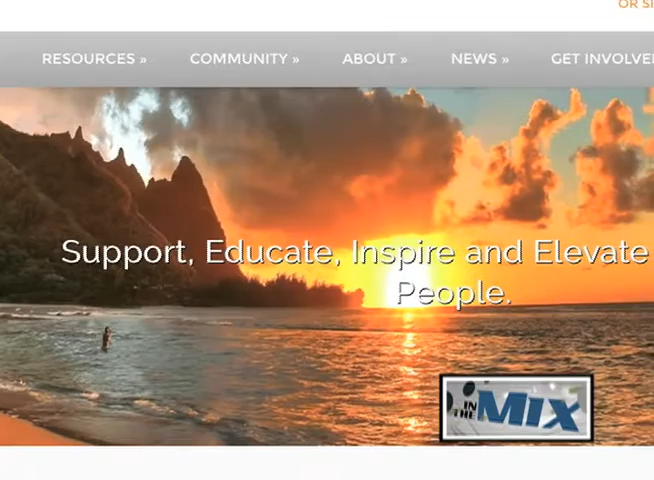 OR SI
RESOURCES » COMMUNITY » ABOUT » NEWS » GET INVOLVE
Support, Educate, Inspire and Elevate
People.
IN THE MIX